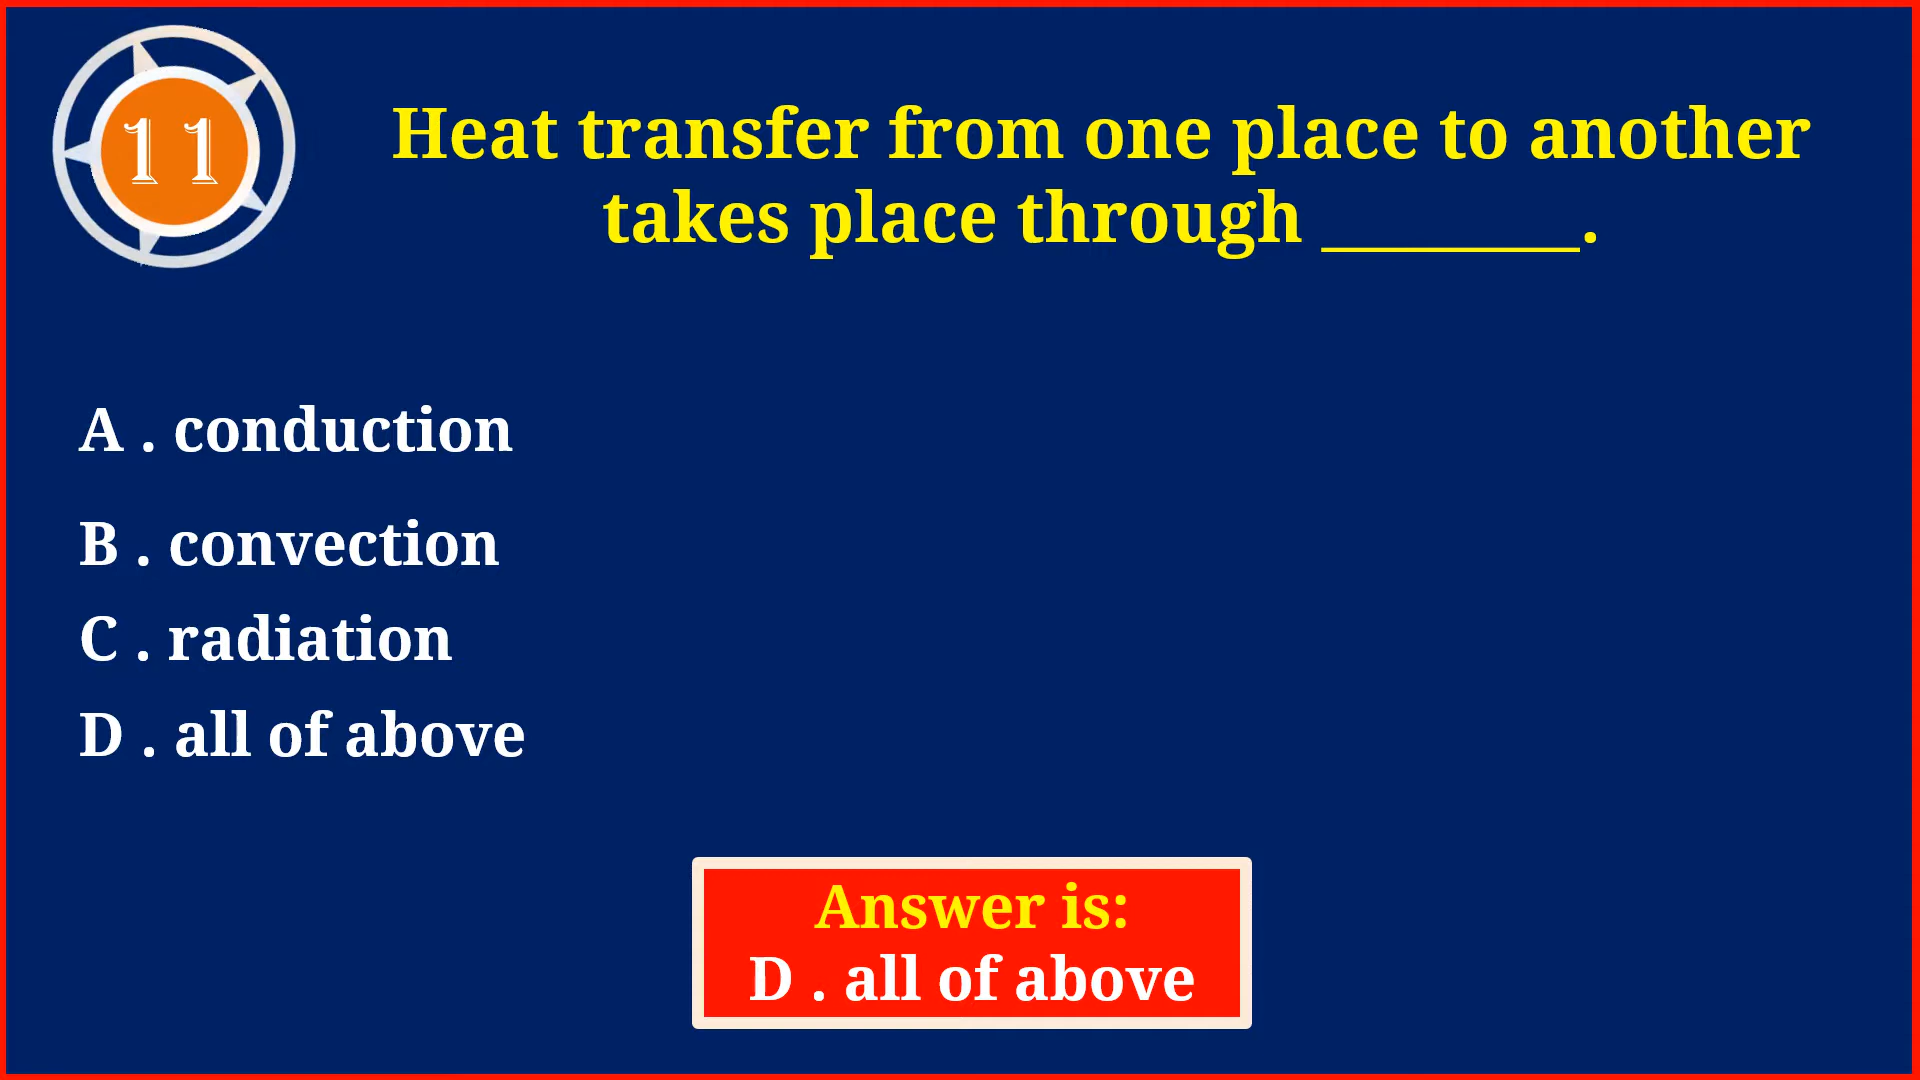 11
Heat transfer from one place to another
takes place through ________.
A . conduction
B . convection
C . radiation
D . all of above
Answer is:
D . all of above